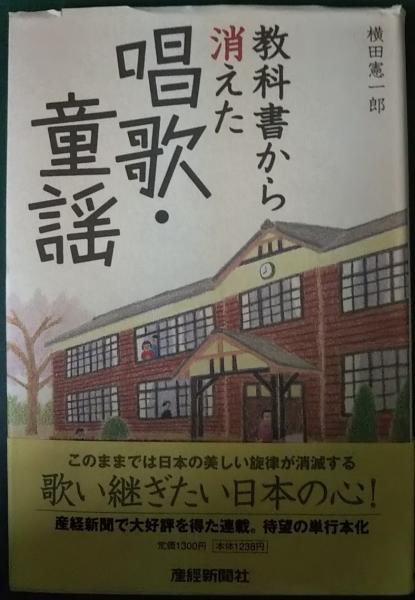 横田憲一郎
教科書から
消えた
唱歌・
童謡
このままでは日本の美しい旋律が消滅する
歌い継ぎたい日本の心!
産経新聞で大好評を得た連載。待望の単行本化
定価1300円 本体1238円
産経新聞社